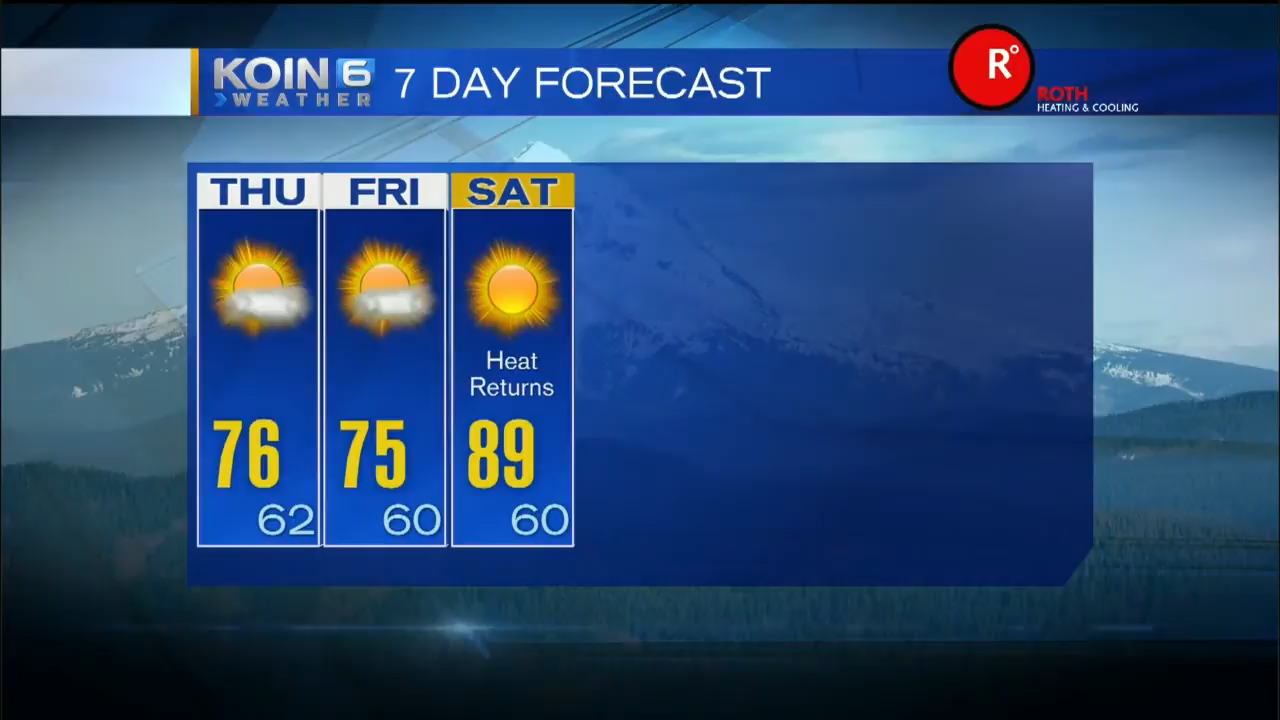 KOIN 6
WEATHER
7 DAY FORECAST
R°
ROTH
HEATING & COOLING
THU
FRI
SAT
Heat
Returns
76
75
89
62
60
60